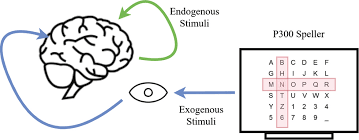 Endogenous
Stimuli
P300 Speller
A B C D E F
G H I J K L
M N O P Q R
S T U V W X
Y Z 1 2 3 4
5 6 7 8 9 _
Exogenous
Stimuli